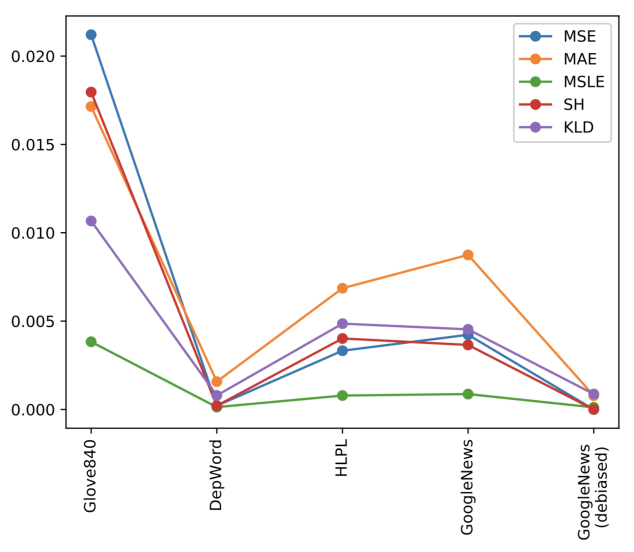 0.020
0.015
0.010
0.005
0.000
MSE
MAE
MSLE
SH
KLD
Glove840
DepWord
HLPL
GoogleNews
GoogleNews
(debiased)